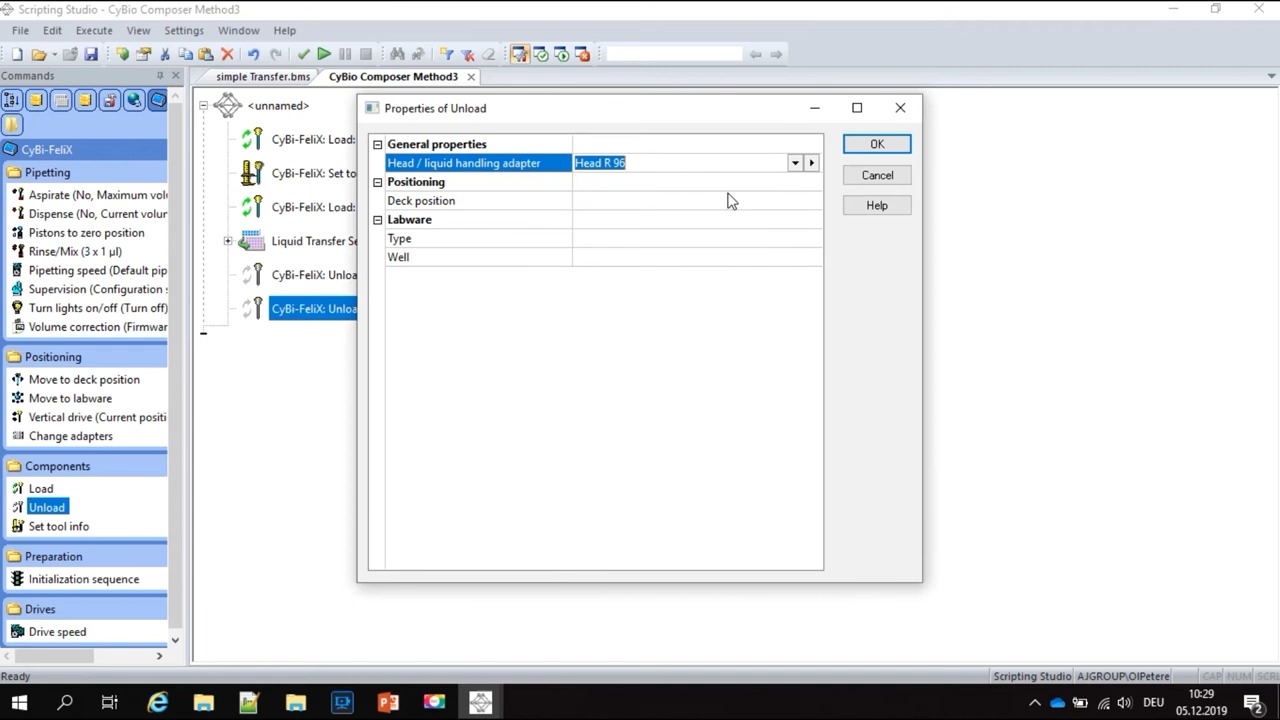 Scripting Studio - CyBio Composer Method3
File Edit Execute View Settings Window Help
Commands
simple Transfer.bms
CyBio Composer Method3
CyBi-FeliX
Pipetting
Aspirate (No, Maximum volu
Dispense (No, Current volur
Pistons to zero position
Rinse/Mix (3 x 1 µl)
Pipetting speed (Default pip
Supervision (Configuration s
Turn lights on/off (Turn off)
Volume correction (Firmwar
Positioning
Move to deck position
Move to labware
Vertical drive (Current positi
Change adapters
Components
Load
Unload
Set tool info
Preparation
Initialization sequence
Drives
Drive speed
<unnamed>
CyBi-FeliX: Load:
CyBi-FeliX: Set to
CyBi-FeliX: Load:
Liquid Transfer Se
CyBi-FeliX: Unloa
CyBi-FeliX: Unloa
Properties of Unload
General properties
Head / liquid handling adapter Head R 96
Positioning
Deck position
Labware
Type
Well
OK
Cancel
Help
Ready
Scripting Studio AJGROUP\OIPetere CAP NUM SCRL
DEU
10:29
05.12.2019
2